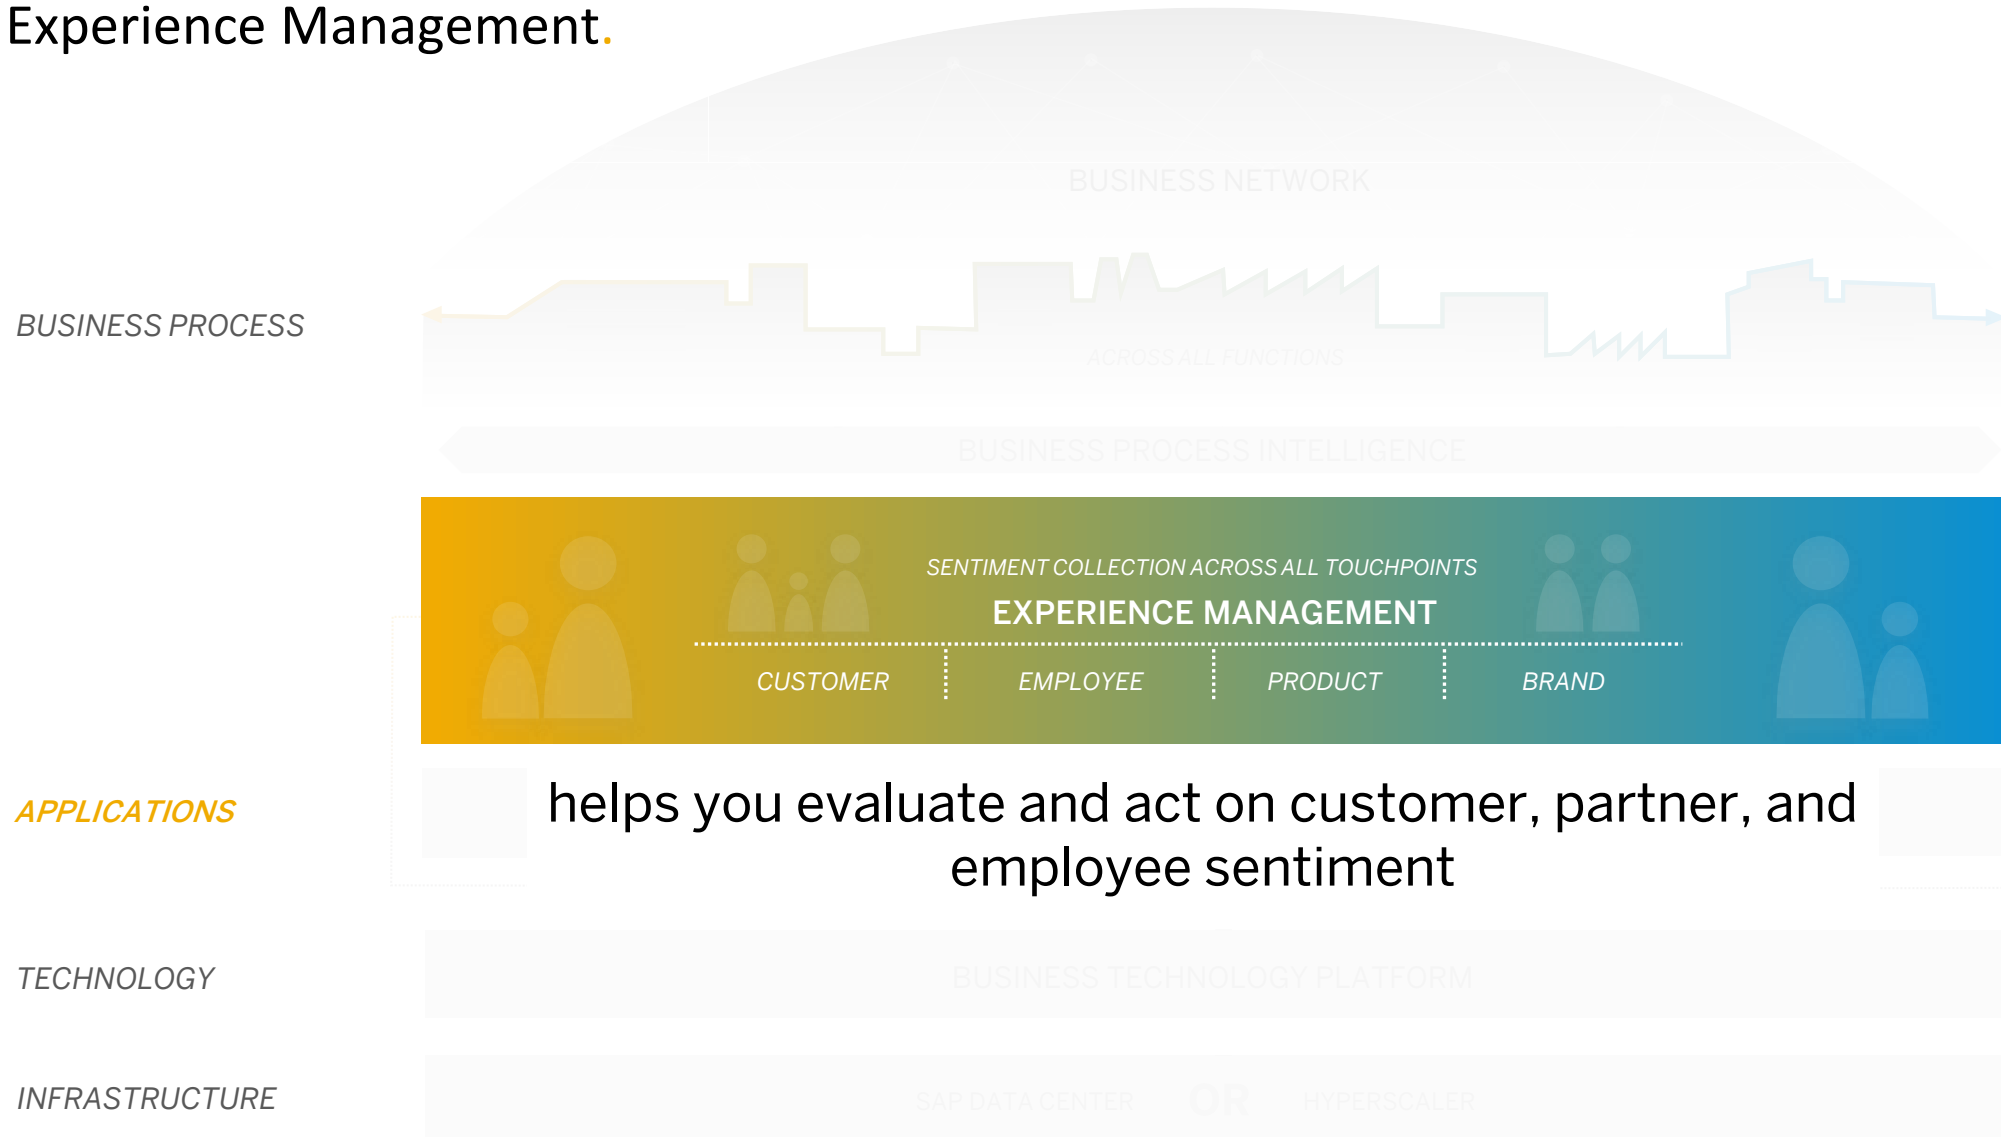 Experience Management.
BUSINESS NETWORK
BUSINESS PROCESS
ACROSS ALL FUNCTIONS
BUSINESS PROCESS INTELLIGENCE
SENTIMENT COLLECTION ACROSS ALL TOUCHPOINTS
EXPERIENCE MANAGEMENT
CUSTOMER EMPLOYEE PRODUCT BRAND
APPLICATIONS
helps you evaluate and act on customer, partner, and
employee sentiment
TECHNOLOGY
BUSINESS TECHNOLOGY PLATFORM
INFRASTRUCTURE
SAP DATA CENTER OR HYPERSCALER